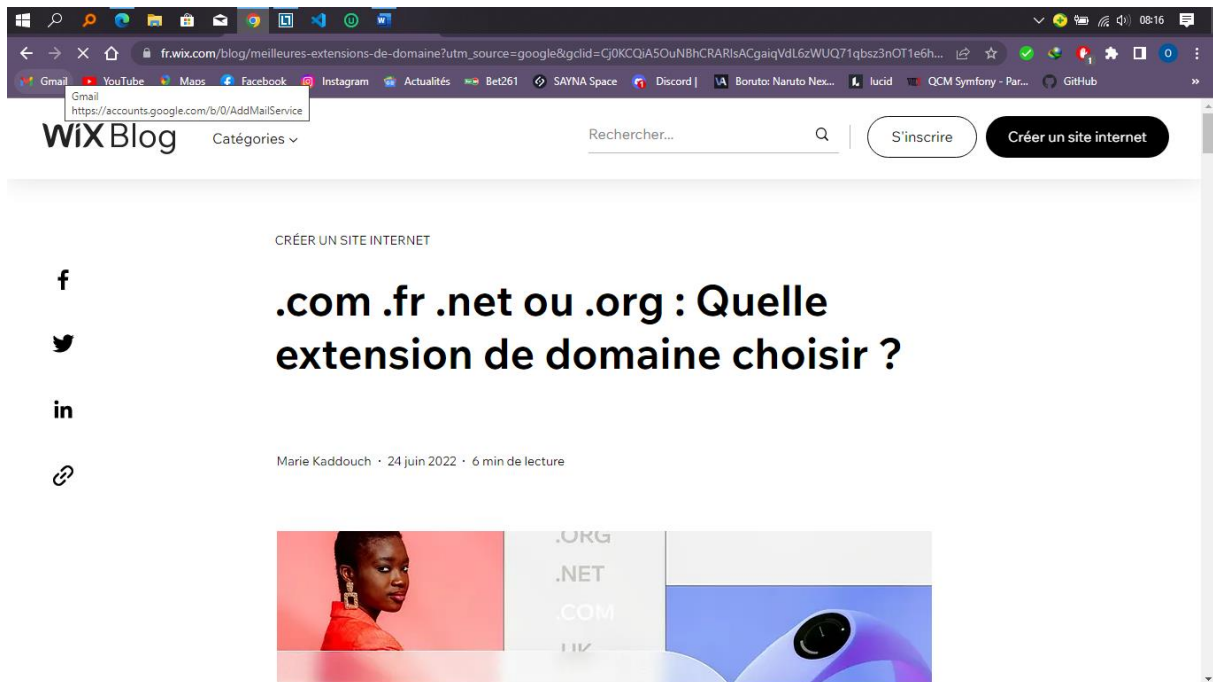 08:16
fr.wix.com/blog/meilleures-extensions-de-domaine?utm_source=google&gclid=Cj0KCQiA5OuNBhCRARIsACgaiqVdL6zWUQ71qbsz3nOT1e6h...
Gmail YouTube Maps Facebook Instagram Actualités Bet261 SAYNA Space Discord | Boruto: Naruto Nex... lucid QCM Symfony - Par... GitHub »
Gmail
https://accounts.google.com/b/0/AddMailService
WiX Blog Catégories Rechercher... S'inscrire Créer un site internet
CRÉER UN SITE INTERNET
.com .fr .net ou .org : Quelle
extension de domaine choisir ?
Marie Kaddouch · 24 juin 2022 · 6 min de lecture
.ORG
.NET
.COM
.UK